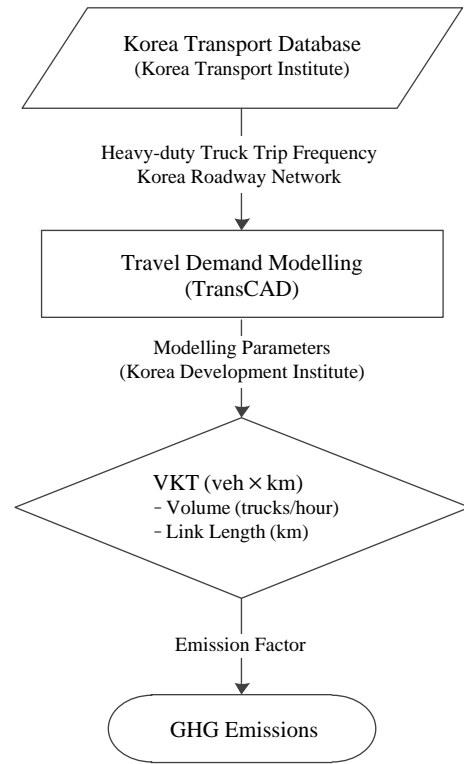 Korea Transport Database
(Korea Transport Institute)
Heavy-duty Truck Trip Frequency
Korea Roadway Network
Travel Demand Modelling
(TransCAD)
Modelling Parameters
(Korea Development Institute)
VKT (veh × km)
- Volume (trucks/hour)
- Link Length (km)
Emission Factor
GHG Emissions